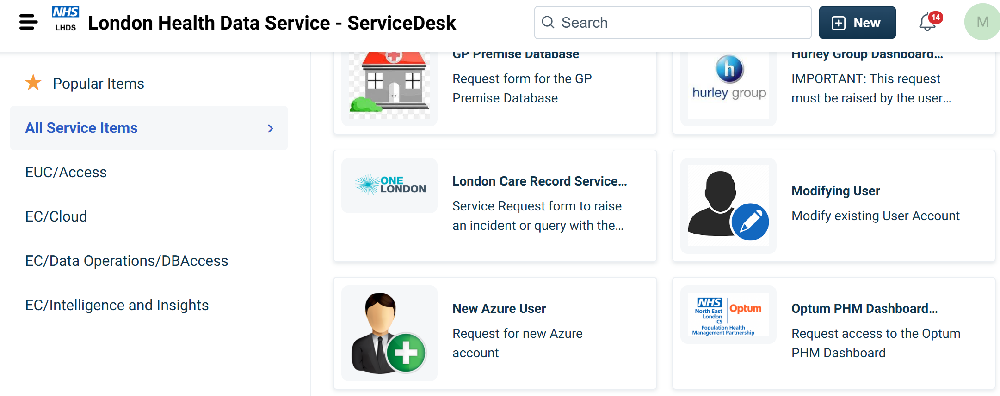 NHS
LHDS
London Health Data Service - ServiceDesk
Search
New
14
M
Popular Items
All Service Items
EUC/Access
EC/Cloud
EC/Data Operations/DBAccess
EC/Intelligence and Insights
GP Premise Database
Request form for the GP
Premise Database
h
hurley group
Hurley Group Dashboard...
IMPORTANT: This request
must be raised by the user...
ONE
LONDON
London Care Record Service...
Service Request form to raise
an incident or query with the...
Modifying User
Modify existing User Account
New Azure User
Request for new Azure
account
NHS
North East
London
ICS
Optum
Population Health
Management Partnership
Optum PHM Dashboard...
Request access to the Optum
PHM Dashboard